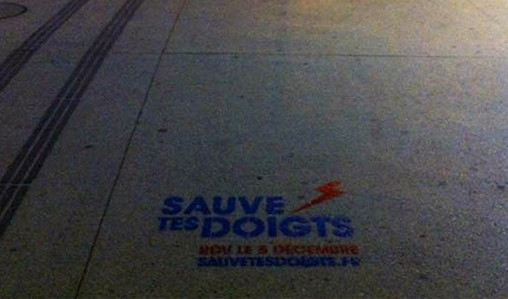 SAUVE
TES DOIGTS
RDV LE 5 DÉCEMBRE
SAUVETESDOIGTS.FR